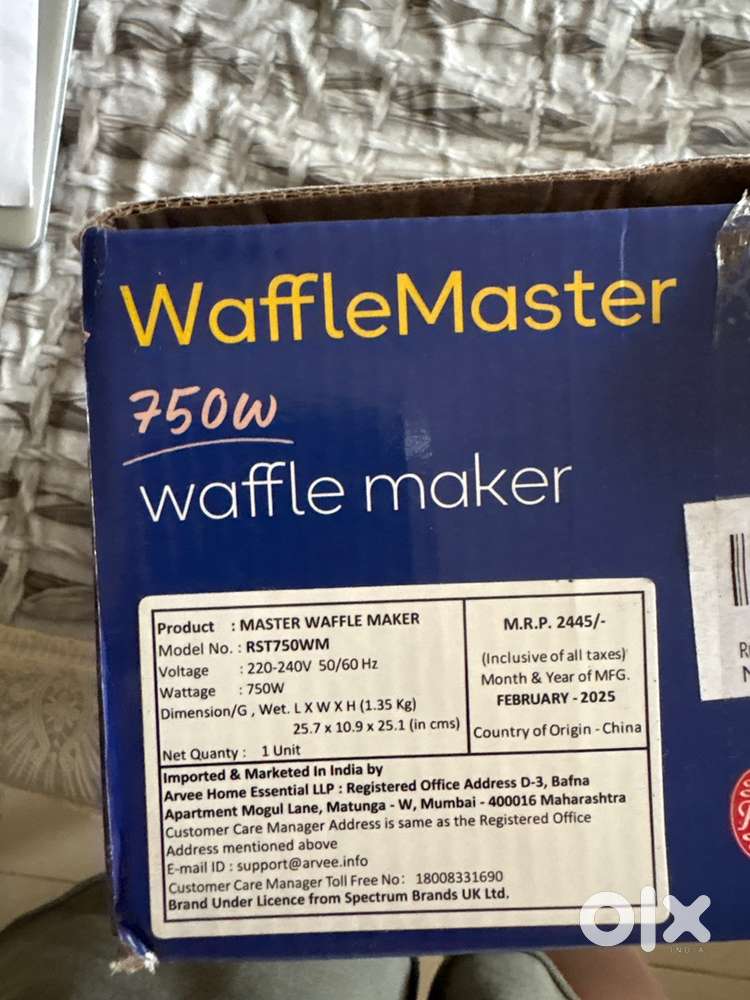 WaffleMaster
750W
waffle maker
Product : MASTER WAFFLE MAKER
Model No. : RST750WM
Voltage : 220-240V 50/60 Hz
Wattage : 750W
Dimension/G , Wet. L X W X H (1.35 Kg)
25.7 x 10.9 x 25.1 (in cms)
Net Quanty : 1 Unit
M.R.P. 2445/-
(Inclusive of all taxes)
Month & Year of MFG.
FEBRUARY - 2025
Country of Origin - China
Imported & Marketed In India by
Arvee Home Essential LLP : Registered Office Address D-3, Bafna
Apartment Mogul Lane, Matunga - W, Mumbai - 400016 Maharashtra
Customer Care Manager Address is same as the Registered Office
Address mentioned above
E-mail ID : support@arvee.info
Customer Care Manager Toll Free No: 18008331690
Brand Under Licence from Spectrum Brands UK Ltd.
olx
INDIA